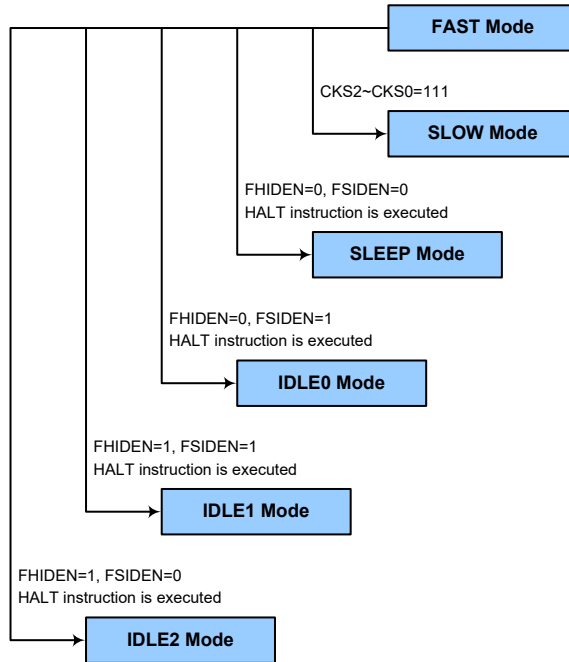 FAST Mode
CKS2~CKS0=111
SLOW Mode
FHIDEN=0, FSIDEN=0
HALT instruction is executed
SLEEP Mode
FHIDEN=0, FSIDEN=1
HALT instruction is executed
IDLE0 Mode
FHIDEN=1, FSIDEN=1
HALT instruction is executed
IDLE1 Mode
FHIDEN=1, FSIDEN=0
HALT instruction is executed
IDLE2 Mode